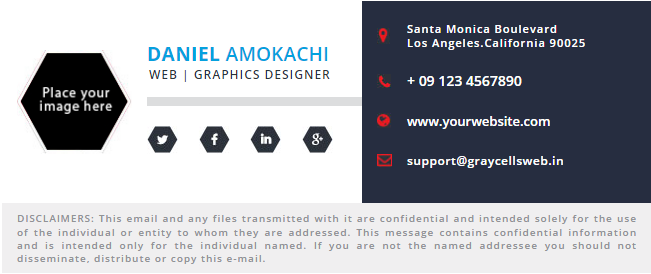 Place your
image here
DANIEL AMOKACHI
WEB | GRAPHICS DESIGNER
f
in
g+
Santa Monica Boulevard
Los Angeles.California 90025
+ 09 123 4567890
www.yourwebsite.com
support@graycellsweb.in
DISCLAIMERS: This email and any files transmitted with it are confidential and intended solely for the use
of the individual or entity to whom they are addressed. This message contains confidential information
and is intended only for the individual named. If you are not the named addressee you should not
disseminate, distribute or copy this e-mail.